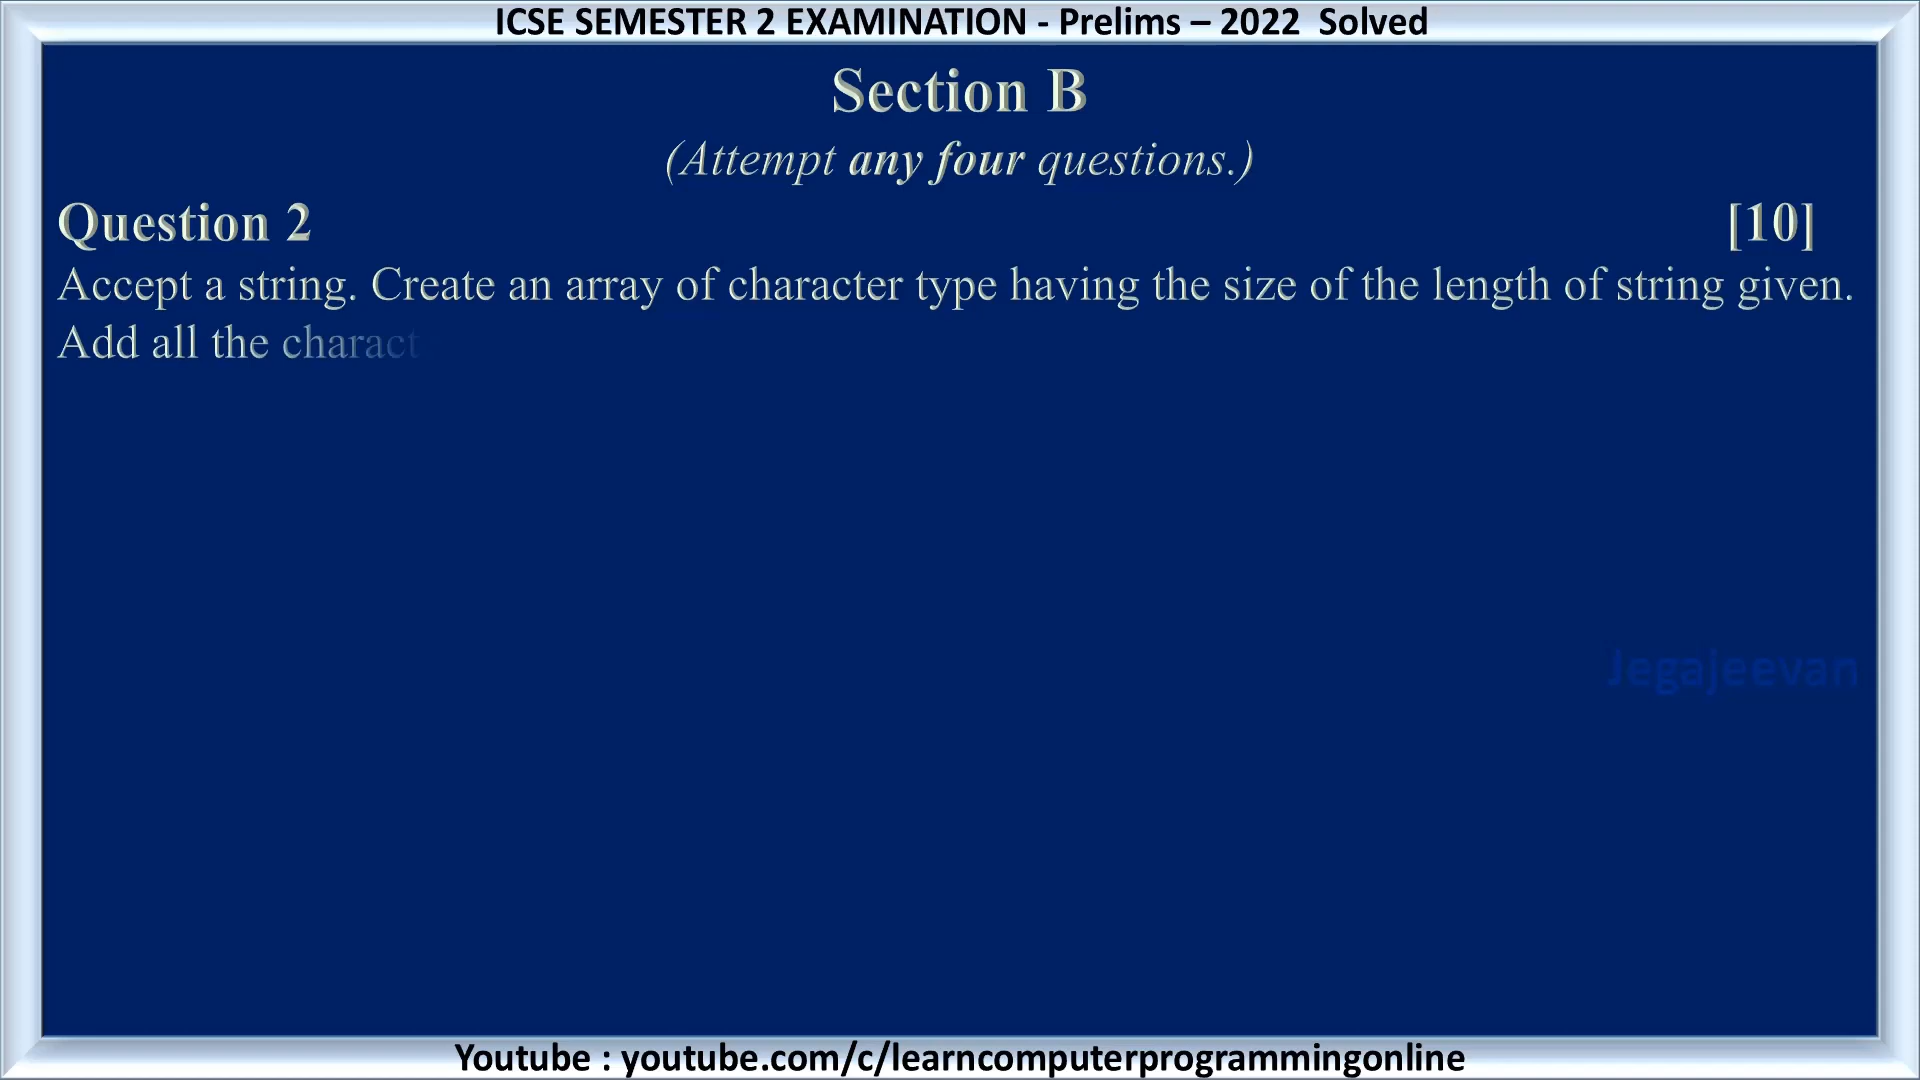 ICSE SEMESTER 2 EXAMINATION - Prelims – 2022 Solved
Section B
(Attempt any four questions.)
Question 2 [10]
Accept a string. Create an array of character type having the size of the length of string given.
Add all the charact
Jegajeevan
Youtube : youtube.com/c/learncomputerprogrammingonline